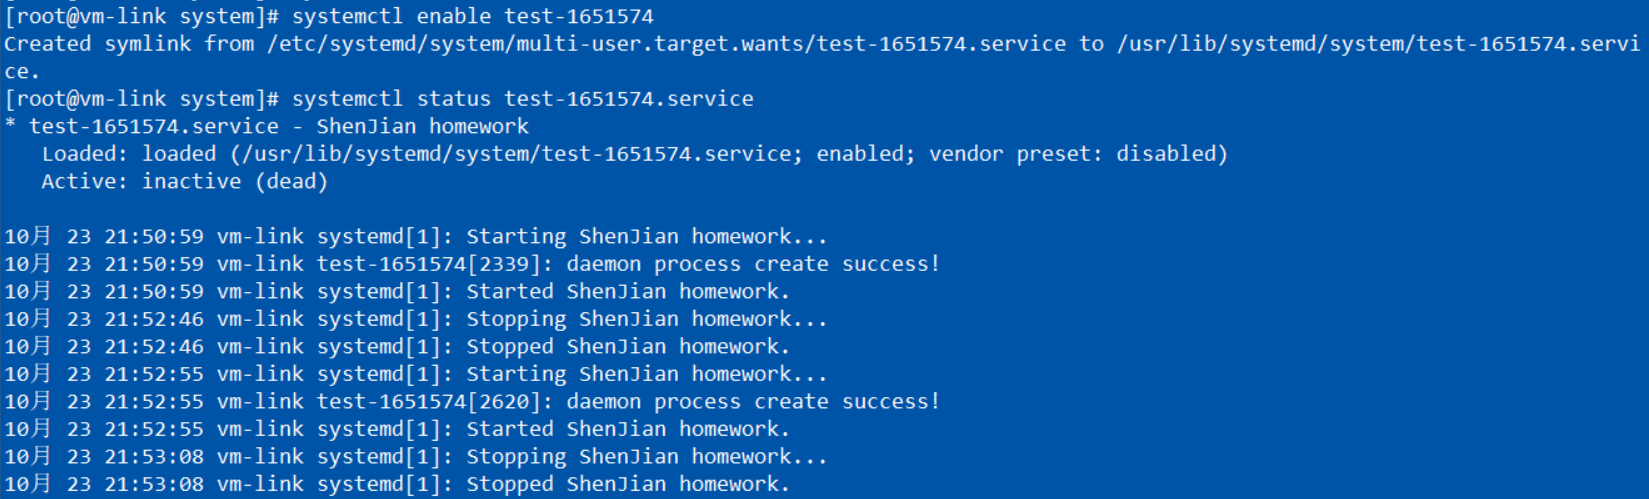 [root@vm-link system]# systemctl enable test-1651574
Created symlink from /etc/systemd/system/multi-user.target.wants/test-1651574.service to /usr/lib/systemd/system/test-1651574.servi
ce.
[root@vm-link system]# systemctl status test-1651574.service
* test-1651574.service - ShenJian homework
   Loaded: loaded (/usr/lib/systemd/system/test-1651574.service; enabled; vendor preset: disabled)
   Active: inactive (dead)

10月 23 21:50:59 vm-link systemd[1]: Starting ShenJian homework...
10月 23 21:50:59 vm-link test-1651574[2339]: daemon process create success!
10月 23 21:50:59 vm-link systemd[1]: Started ShenJian homework.
10月 23 21:52:46 vm-link systemd[1]: Stopping ShenJian homework...
10月 23 21:52:46 vm-link systemd[1]: Stopped ShenJian homework.
10月 23 21:52:55 vm-link systemd[1]: Starting ShenJian homework...
10月 23 21:52:55 vm-link test-1651574[2620]: daemon process create success!
10月 23 21:52:55 vm-link systemd[1]: Started ShenJian homework.
10月 23 21:53:08 vm-link systemd[1]: Stopping ShenJian homework...
10月 23 21:53:08 vm-link systemd[1]: Stopped ShenJian homework.